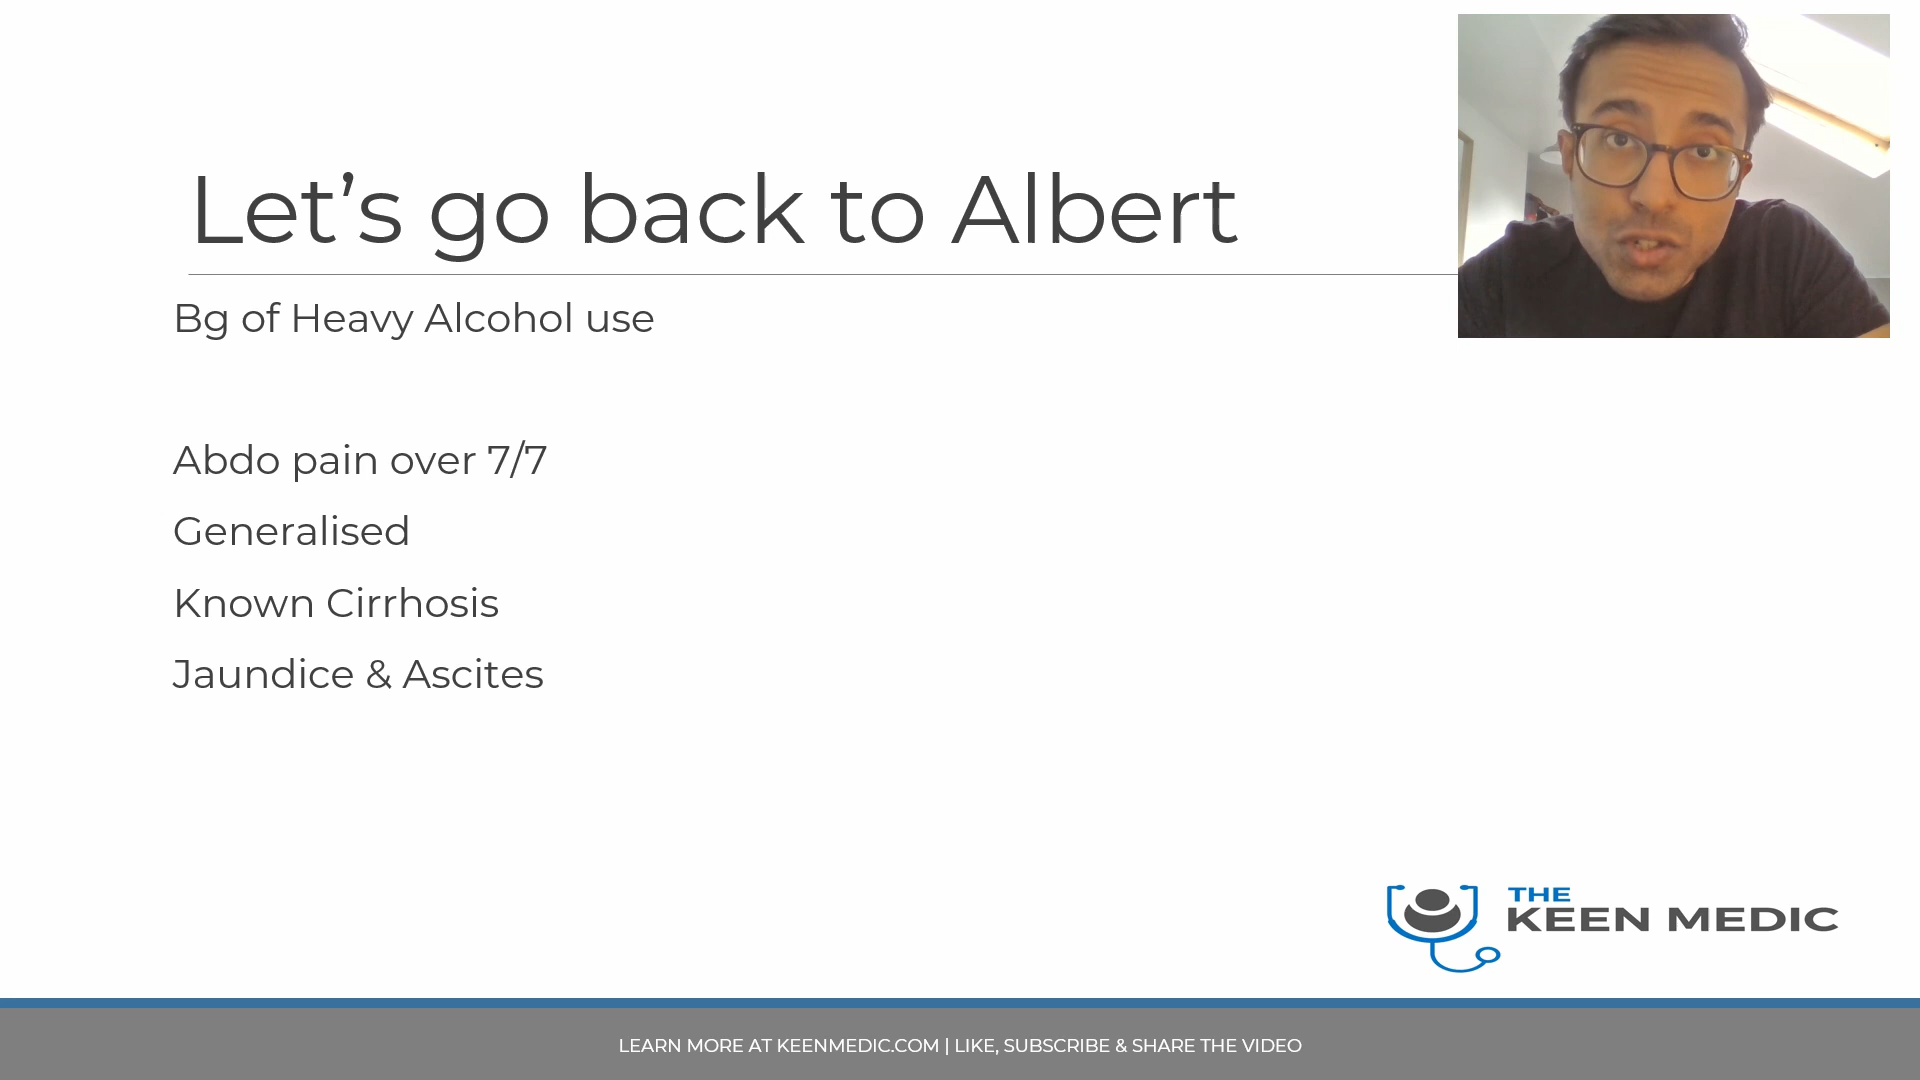 Let’s go back to Albert
Bg of Heavy Alcohol use
Abdo pain over 7/7
Generalised
Known Cirrhosis
Jaundice & Ascites
THE
KEEN MEDIC
LEARN MORE AT KEENMEDIC.COM | LIKE, SUBSCRIBE & SHARE THE VIDEO